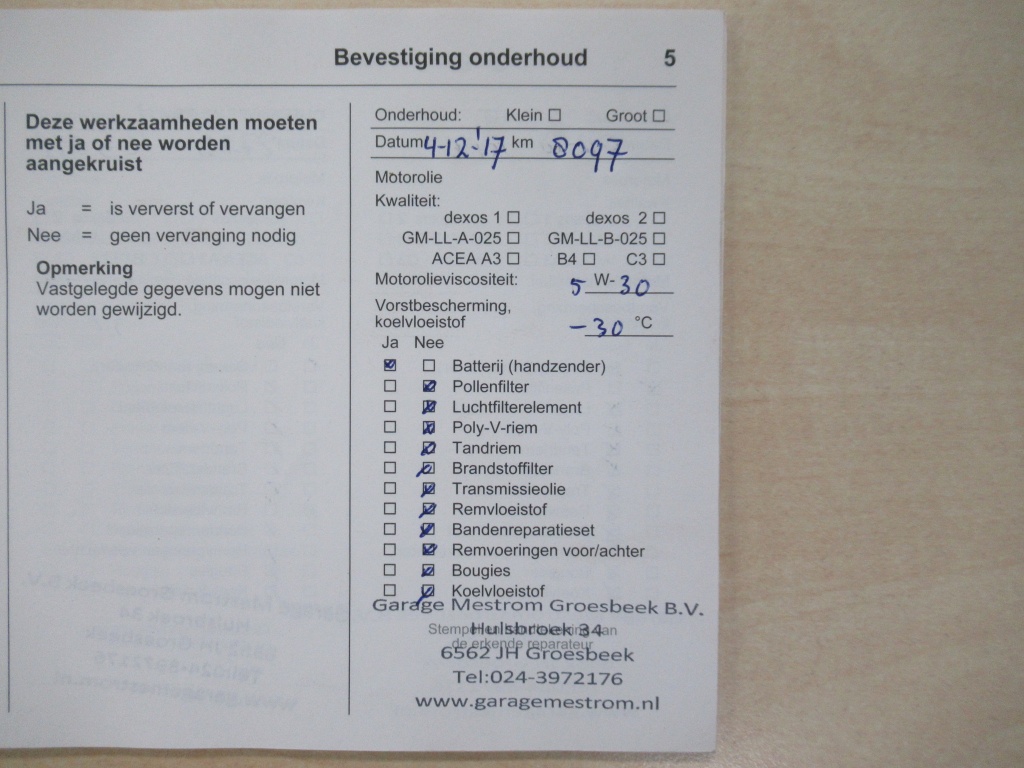 Bevestiging onderhoud 5
Deze werkzaamheden moeten
met ja of nee worden
aangekruist
Ja = is ververst of vervangen
Nee = geen vervanging nodig
Opmerking
Vastgelegde gegevens mogen niet
worden gewijzigd.
Onderhoud: Klein ☐ Groot ☐
Datum 4-12-'17 km 8097
Motorolie
Kwaliteit:
dexos 1 ☐ dexos 2 ☐
GM-LL-A-025 ☐ GM-LL-B-025 ☐
ACEA A3 ☐ B4 ☐ C3 ☐
Motorolieviscositeit: 5 W-30
Vorstbescherming,
koelvloeistof -30 °C
Ja Nee
☑ ☐ Batterij (handzender)
☐ ☑ Pollenfilter
☐ ☑ Luchtfilterelement
☐ ☑ Poly-V-riem
☐ ☑ Tandriem
☐ ☑ Brandstoffilter
☐ ☑ Transmissieolie
☐ ☑ Remvloeistof
☐ ☑ Bandenreparatieset
☐ ☑ Remvoeringen voor/achter
☐ ☑ Bougies
☐ ☑ Koelvloeistof
Garage Mestrom Groesbeek B.V.
Hulsbroek 34
de erkende reparateur
6562 JH Groesbeek
Tel:024-3972176
www.garagemestrom.nl